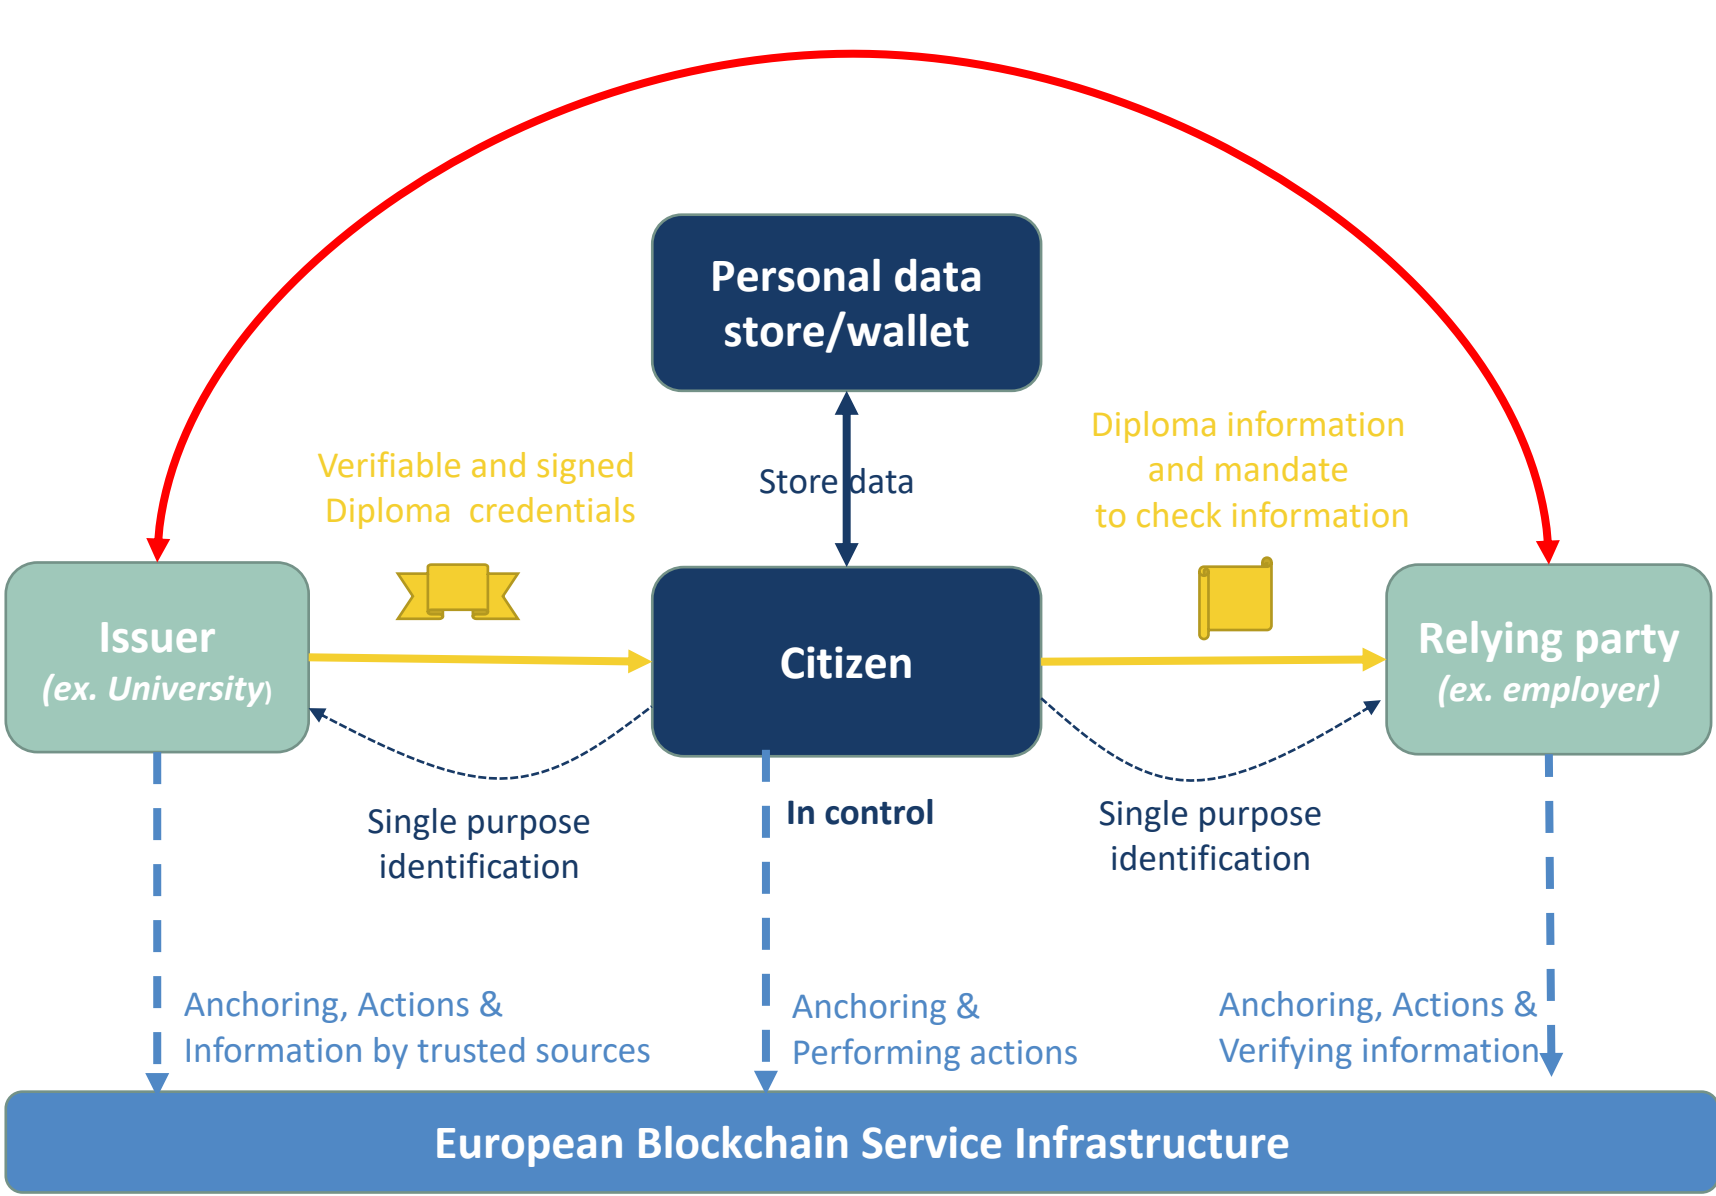 Personal data
store/wallet
Diploma information
and mandate
to check information
Verifiable and signed
Diploma  credentials
Store data
Issuer
(ex. University)
Citizen
Relying party
(ex. employer)
Single purpose
identification
In control
Single purpose
identification
Anchoring, Actions &
Information by trusted sources
Anchoring &
Performing actions
Anchoring, Actions &
Verifying information
European Blockchain Service Infrastructure